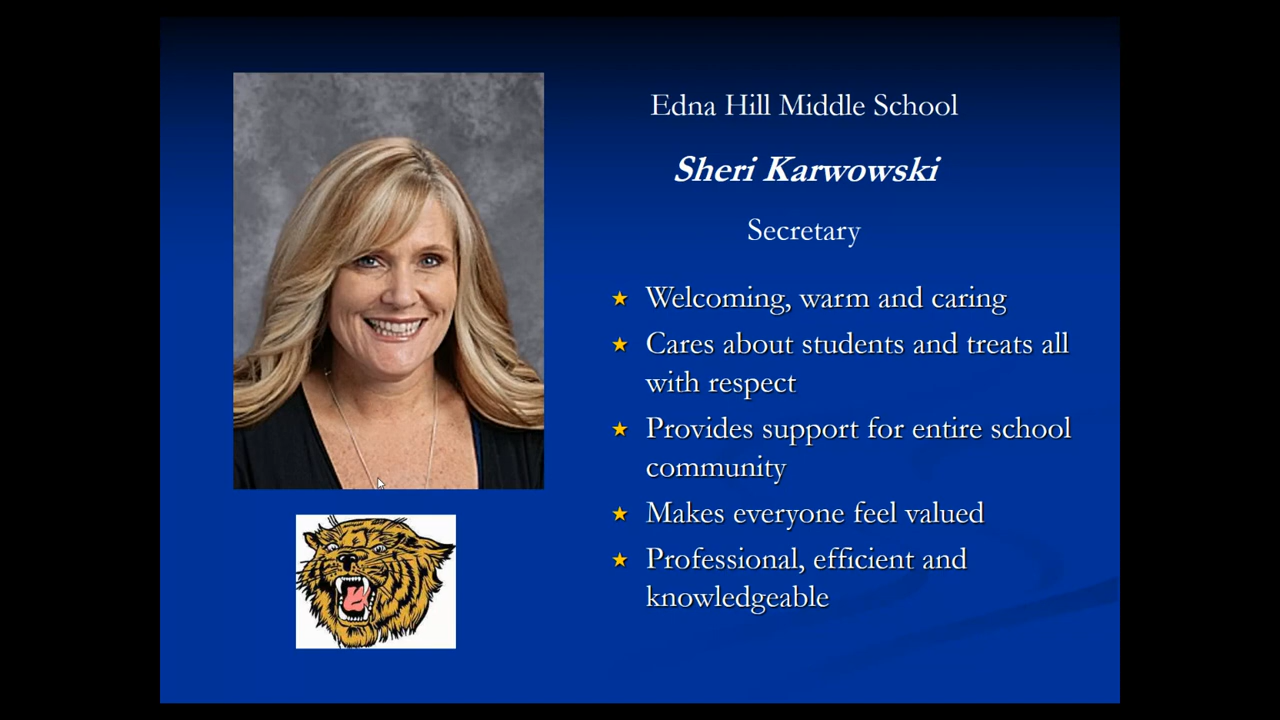 Edna Hill Middle School
Sheri Karwowski
Secretary
Welcoming, warm and caring
Cares about students and treats all
with respect
Provides support for entire school
community
Makes everyone feel valued
Professional, efficient and
knowledgeable